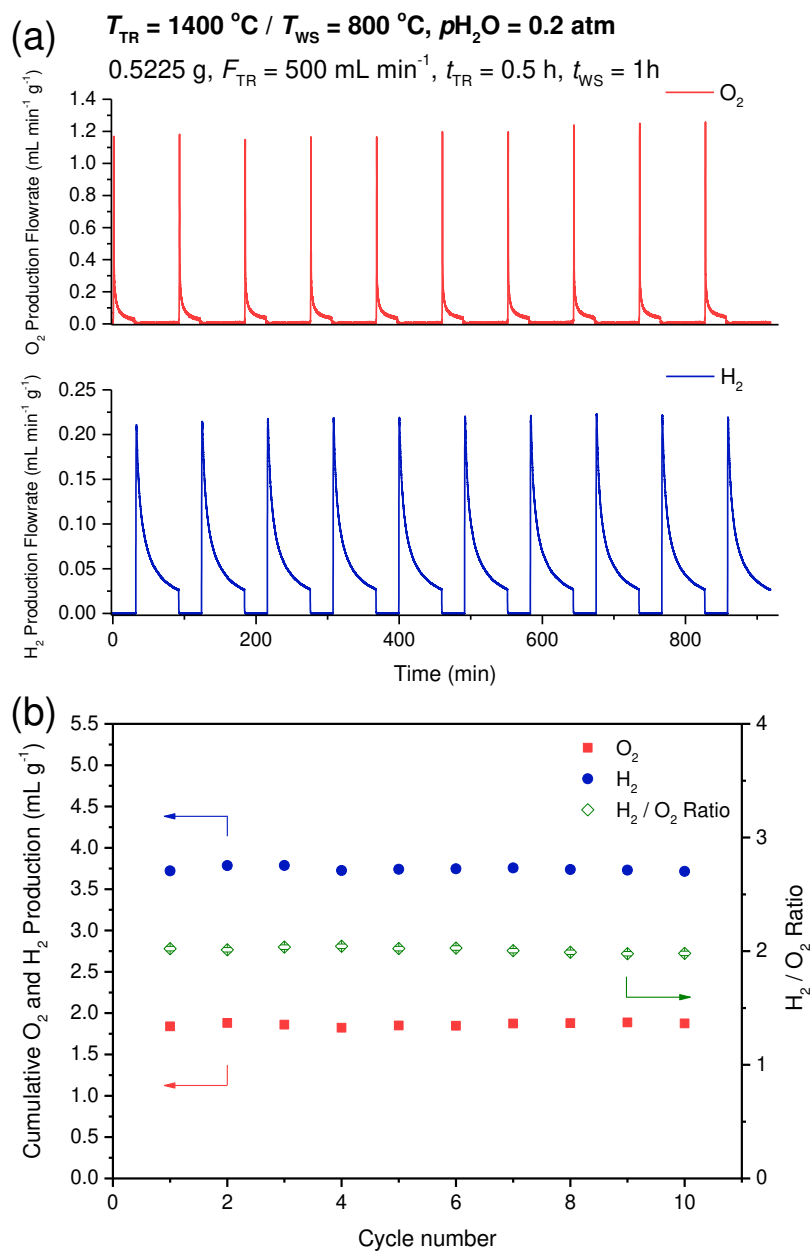 (a)
T_TR = 1400 °C / T_WS = 800 °C, pH₂O = 0.2 atm
0.5225 g, F_TR = 500 mL min⁻¹, t_TR = 0.5 h, t_WS = 1h
O₂
O₂ Production Flowrate (mL min⁻¹ g⁻¹)
1.4
1.2
1.0
0.8
0.6
0.4
0.2
0.0
H₂
H₂ Production Flowrate (mL min⁻¹ g⁻¹)
0.25
0.20
0.15
0.10
0.05
0.00
0 200 400 600 800
Time (min)
(b)
Cumulative O₂ and H₂ Production (mL g⁻¹)
5.5
5.0
4.5
4.0
3.5
3.0
2.5
2.0
1.5
1.0
0.5
0.0
O₂
H₂
H₂ / O₂ Ratio
4
3
2
1
0
H₂ / O₂ Ratio
0 2 4 6 8 10
Cycle number